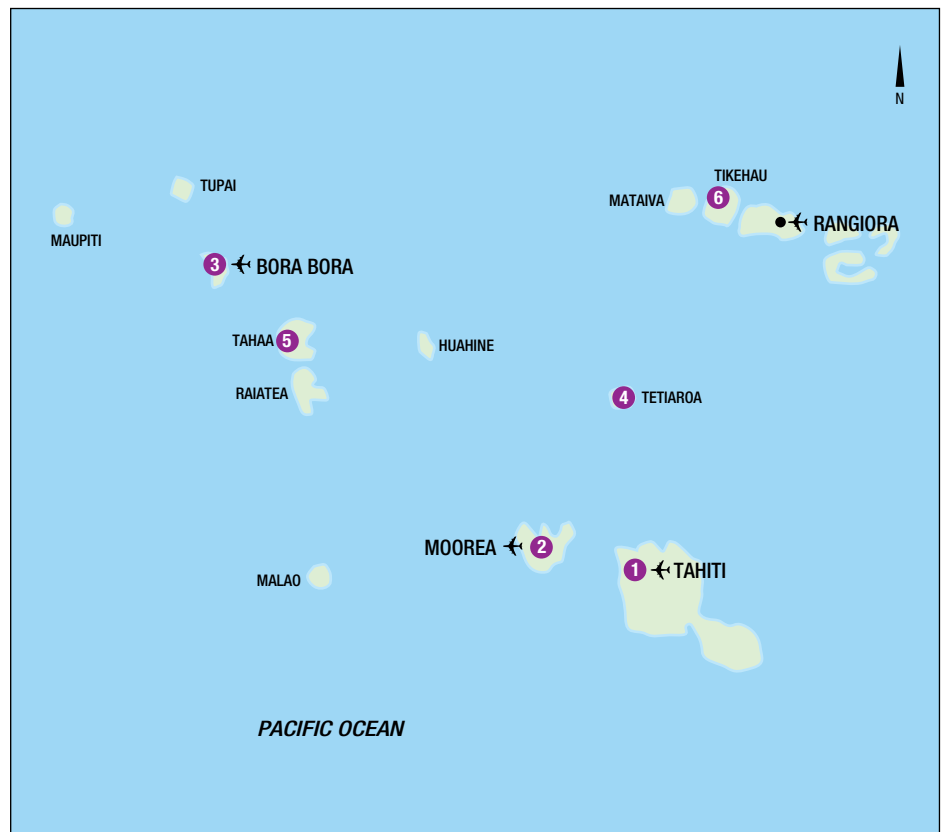 N
TIKEHAU
TUPAI
6
MATAIVA
RANGIORA
MAUPITI
3 BORA BORA
TAHAA 5
HUAHINE
RAIATEA
4 TETIAROA
MOOREA 2
1 TAHITI
MALAO
PACIFIC OCEAN